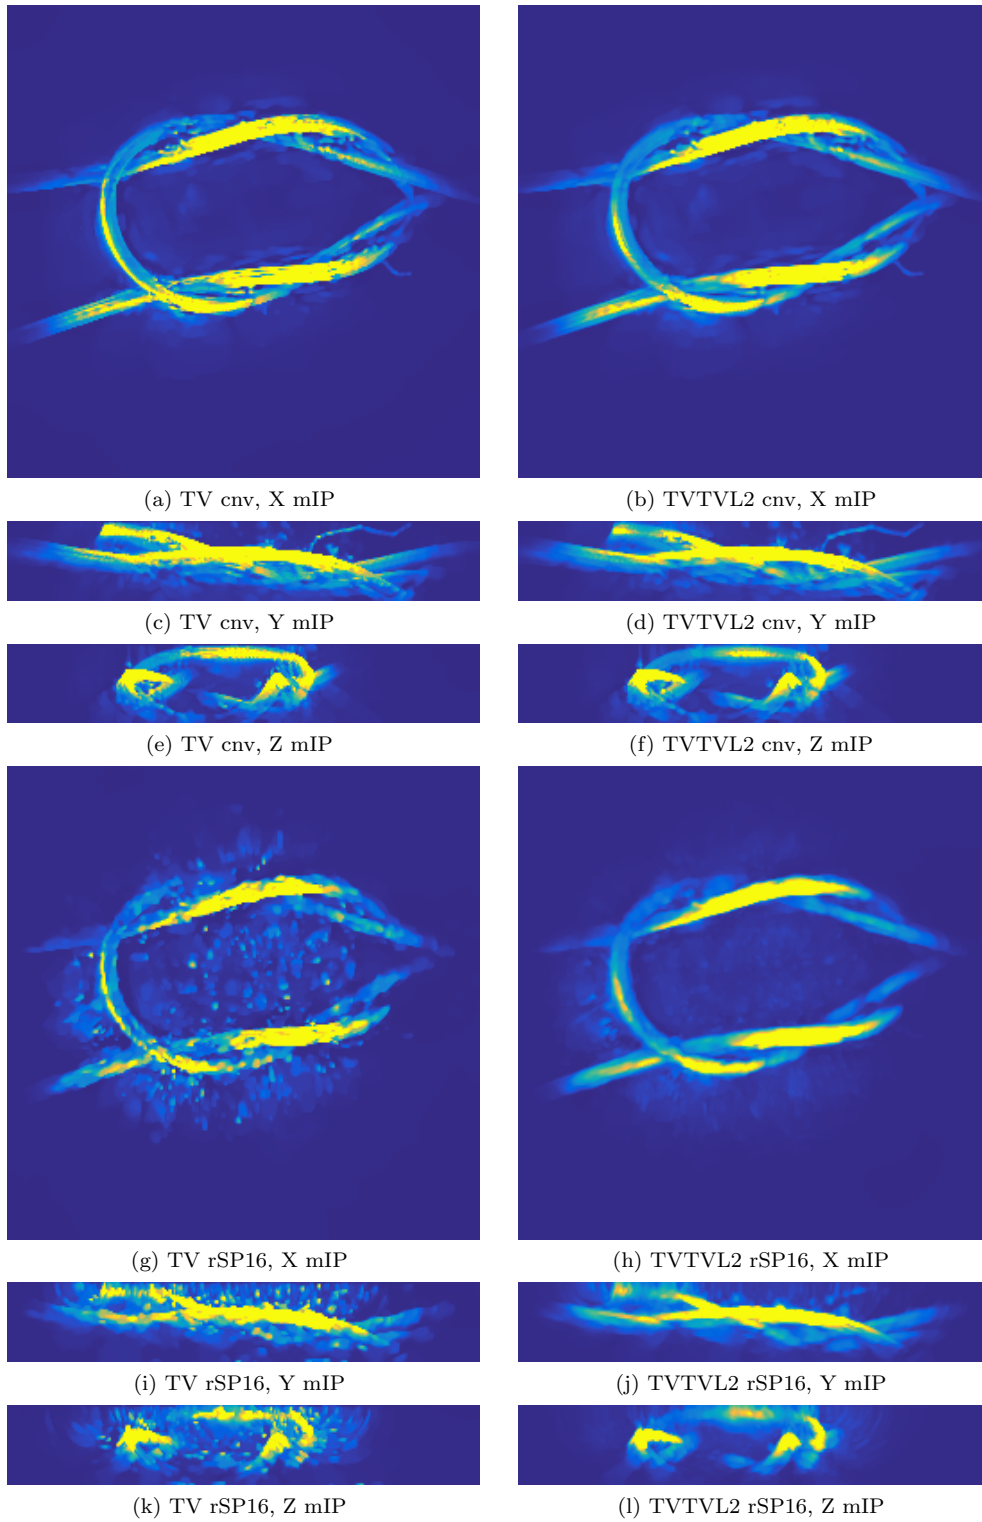 (a) TV cnv, X mIP
(b) TVTVL2 cnv, X mIP
(c) TV cnv, Y mIP
(d) TVTVL2 cnv, Y mIP
(e) TV cnv, Z mIP
(f) TVTVL2 cnv, Z mIP
(g) TV rSP16, X mIP
(h) TVTVL2 rSP16, X mIP
(i) TV rSP16, Y mIP
(j) TVTVL2 rSP16, Y mIP
(k) TV rSP16, Z mIP
(l) TVTVL2 rSP16, Z mIP